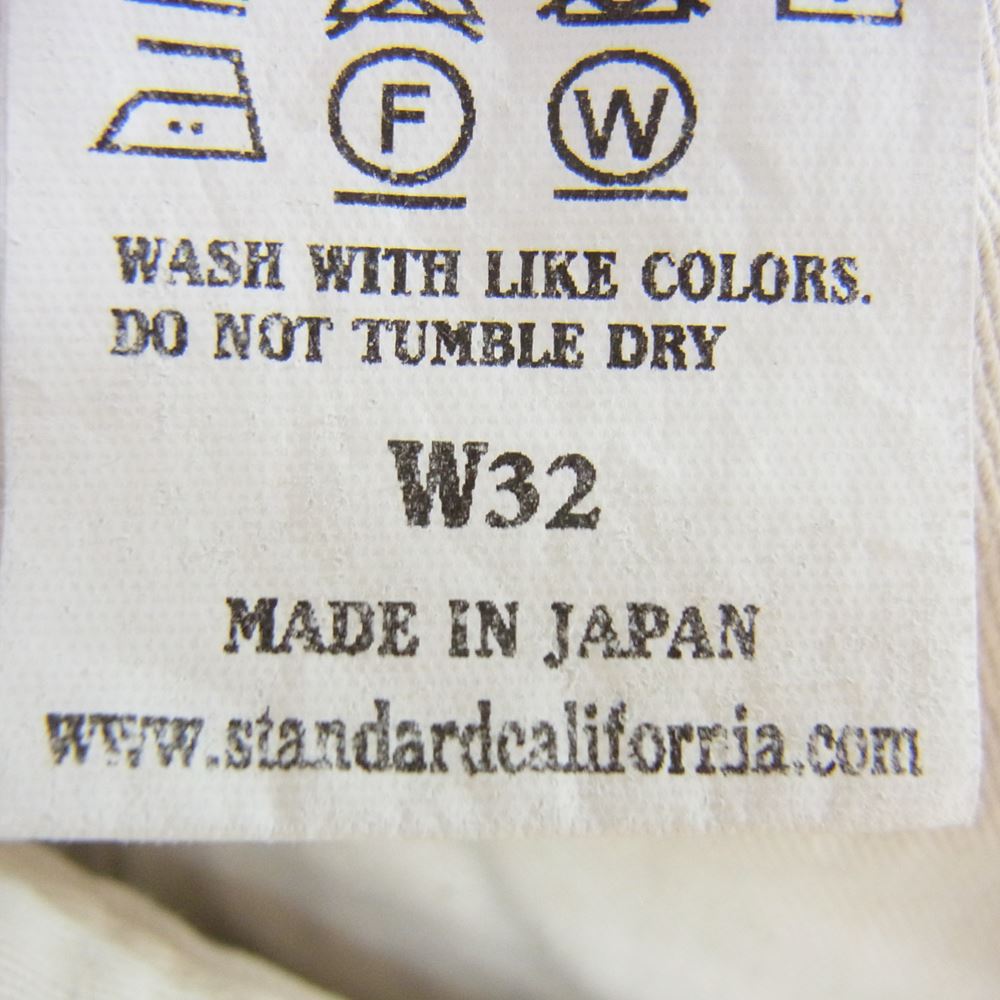 F W
WASH WITH LIKE COLORS.
DO NOT TUMBLE DRY
W32
MADE IN JAPAN
www.standardcalifornia.com